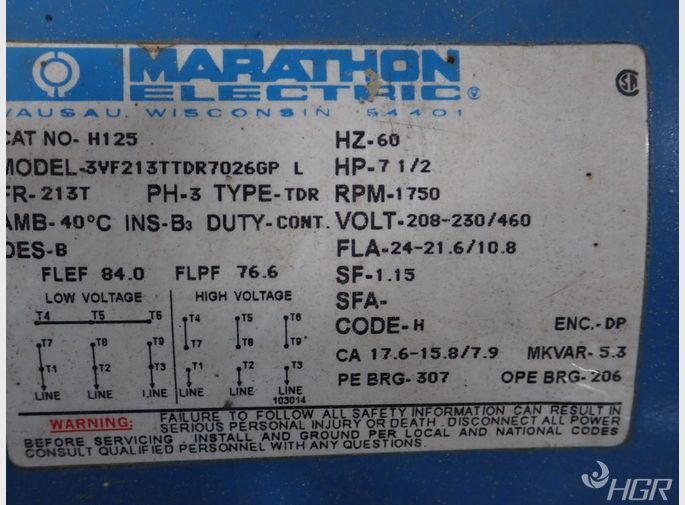 MARATHON
ELECTRIC®
WAUSAU, WISCONSIN 54401
CAT NO- H125
HZ-60
MODEL-3VF213TTDR7026GP L
HP-7 1/2
FR-213T PH-3 TYPE-TDR
RPM-1750
AMB-40°C INS-B3 DUTY-CONT.
VOLT-208-230/460
DES-B
FLA-24-21.6/10.8
FLEF 84.0 FLPF 76.6
SF-1.15
LOW VOLTAGE HIGH VOLTAGE
SFA-
T4 T5 T6 T4 T5 T6
CODE-H ENC.-DP
T7 T8 T9 T7 T8 T9
T1 T2 T3 T1 T2 T3
CA 17.6-15.8/7.9 MKVAR- 5.3
LINE LINE LINE LINE LINE LINE
PE BRG- 307 OPE BRG-206
103014
WARNING: FAILURE TO FOLLOW ALL SAFETY INFORMATION CAN RESULT IN
SERIOUS PERSONAL INJURY OR DEATH. DISCONNECT ALL POWER
BEFORE SERVICING. INSTALL AND GROUND PER LOCAL AND NATIONAL CODES
CONSULT QUALIFIED PERSONNEL WITH ANY QUESTIONS.
HGR